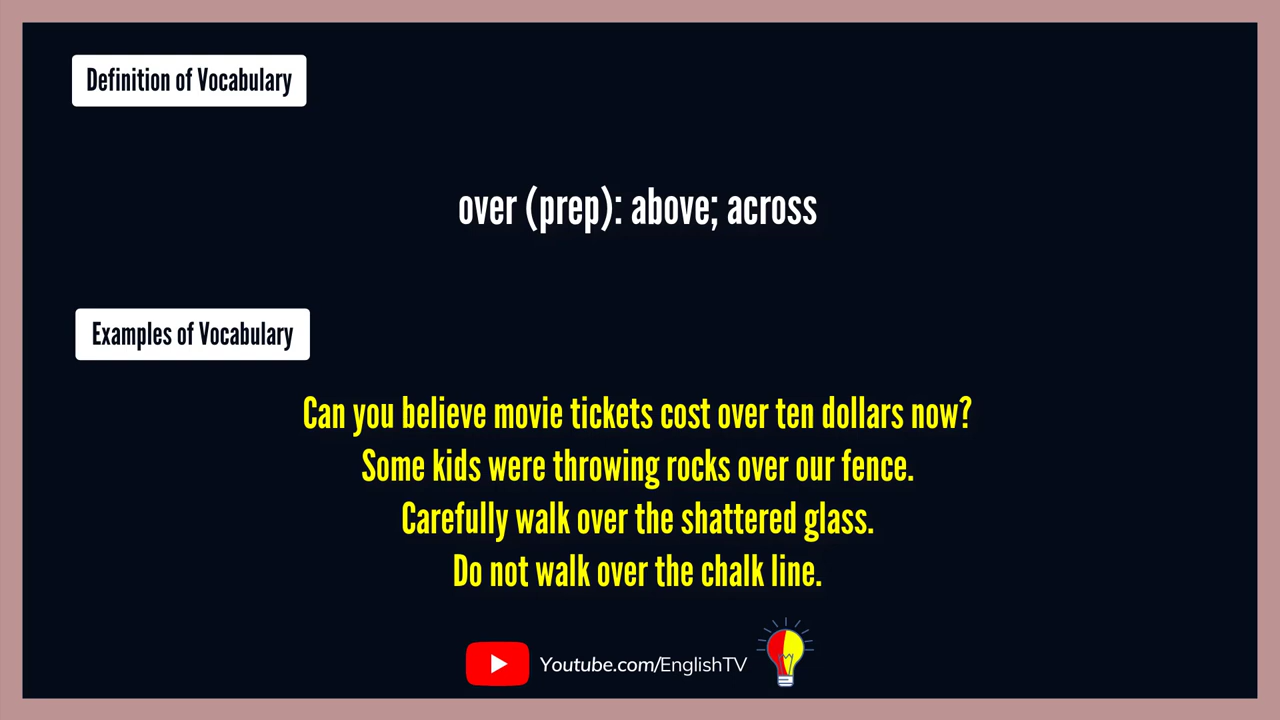 Definition of Vocabulary
over (prep): above; across
Examples of Vocabulary
Can you believe movie tickets cost over ten dollars now?
Some kids were throwing rocks over our fence.
Carefully walk over the shattered glass.
Do not walk over the chalk line.
Youtube.com/EnglishTV